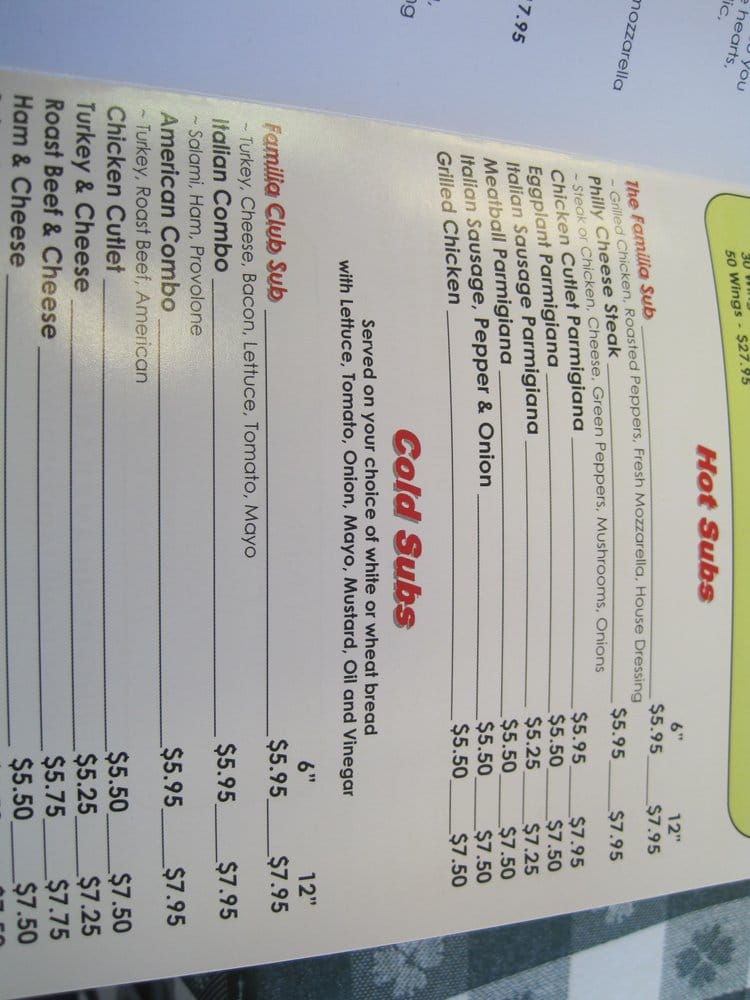 50 Wings - $27.95
you
hearts,
mozzarella
7.95
Hot Subs
6" 12"
The Familia Sub $5.95 $7.95
~ Grilled Chicken, Roasted Peppers, Fresh Mozzarella, House Dressing
Philly Cheese Steak $5.95 $7.95
~ Steak or Chicken, Cheese, Green Peppers, Mushrooms, Onions
Chicken Cutlet Parmigiana $5.95 $7.95
Eggplant Parmigiana $5.50 $7.50
Italian Sausage Parmigiana $5.25 $7.25
Meatball Parmigiana $5.50 $7.50
Italian Sausage, Pepper & Onion $5.50 $7.50
Grilled Chicken $5.50 $7.50
Cold Subs
Served on your choice of white or wheat bread
with Lettuce, Tomato, Onion, Mayo, Mustard, Oil and Vinegar
6" 12"
Familia Club Sub $5.95 $7.95
~ Turkey, Cheese, Bacon, Lettuce, Tomato, Mayo
Italian Combo $5.95 $7.95
~ Salami, Ham, Provolone
American Combo $5.95 $7.95
~ Turkey, Roast Beef, American
Chicken Cutlet $5.50 $7.50
Turkey & Cheese $5.25 $7.25
Roast Beef & Cheese $5.75 $7.75
Ham & Cheese $5.50 $7.50